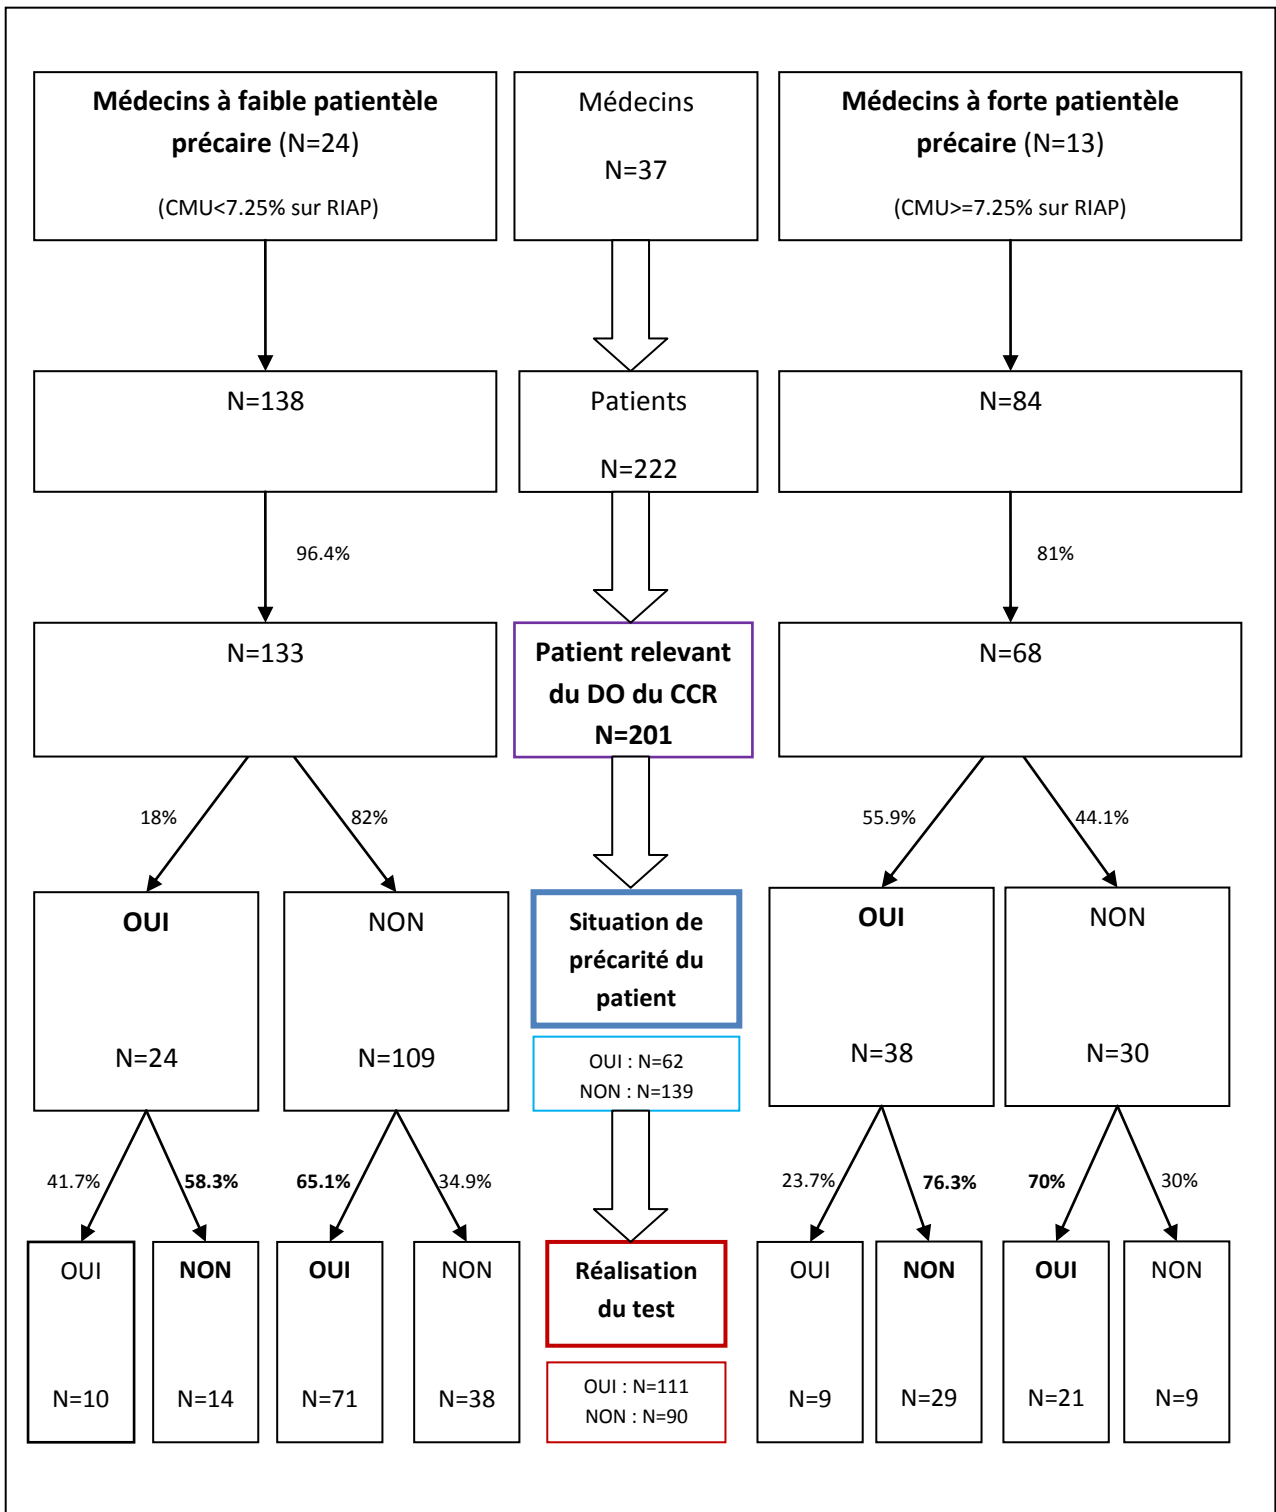 Médecins à faible patientèle
précaire (N=24)
(CMU<7.25% sur RIAP)
Médecins
N=37
Médecins à forte patientèle
précaire (N=13)
(CMU>=7.25% sur RIAP)
N=138
Patients
N=222
N=84
96.4%
81%
N=133
Patient relevant
du DO du CCR
N=201
N=68
18%
82%
55.9%
44.1%
OUI
N=24
NON
N=109
Situation de
précarité du
patient
OUI : N=62
NON : N=139
OUI
N=38
NON
N=30
41.7%
58.3%
65.1%
34.9%
23.7%
76.3%
70%
30%
OUI
N=10
NON
N=14
OUI
N=71
NON
N=38
Réalisation
du test
OUI : N=111
NON : N=90
OUI
N=9
NON
N=29
OUI
N=21
NON
N=9